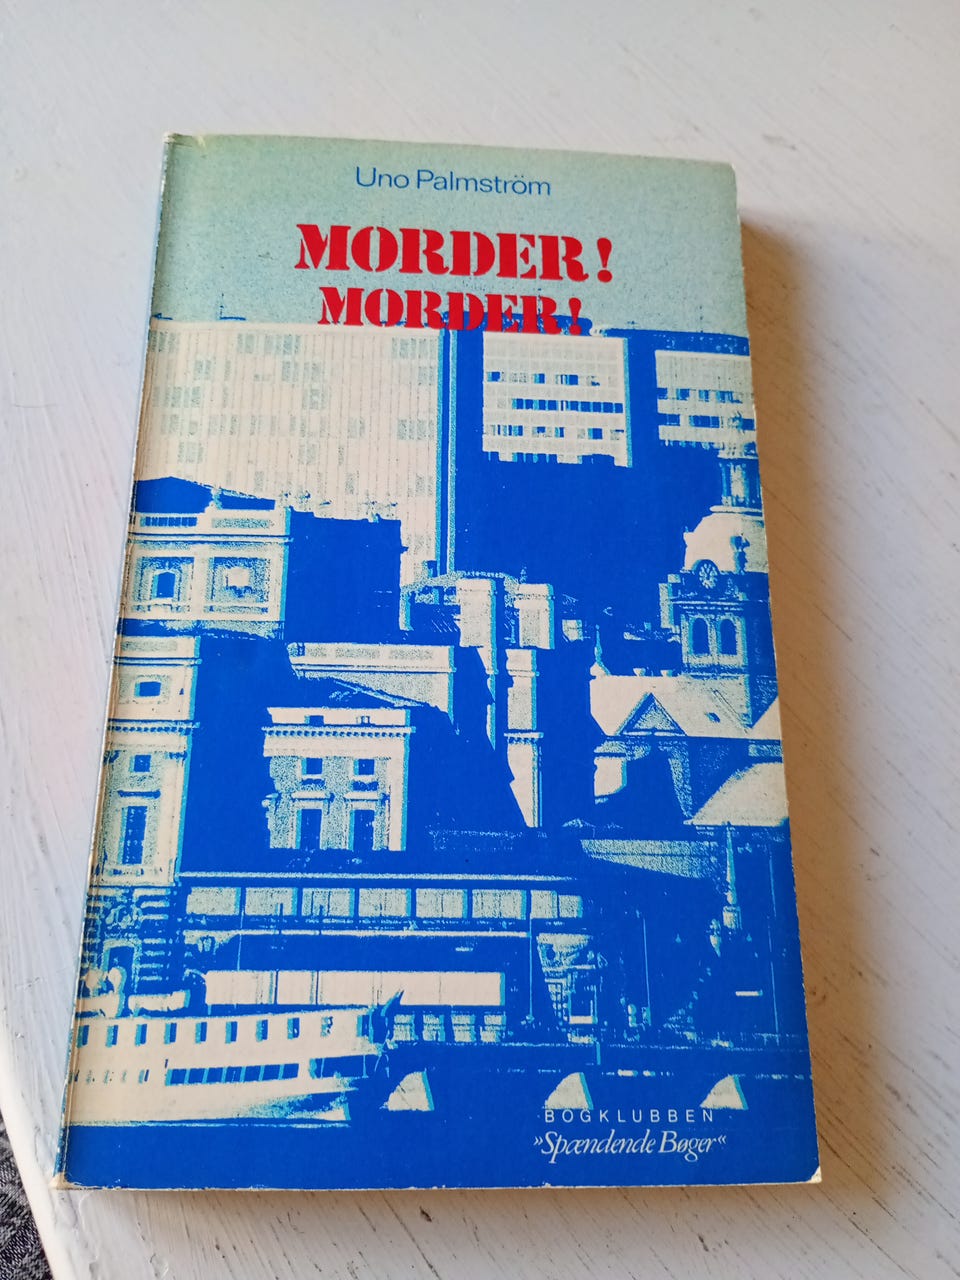 Uno Palmström
MORDER!
MORDER!
BOGKLUBBEN
»Spændende Bøger«